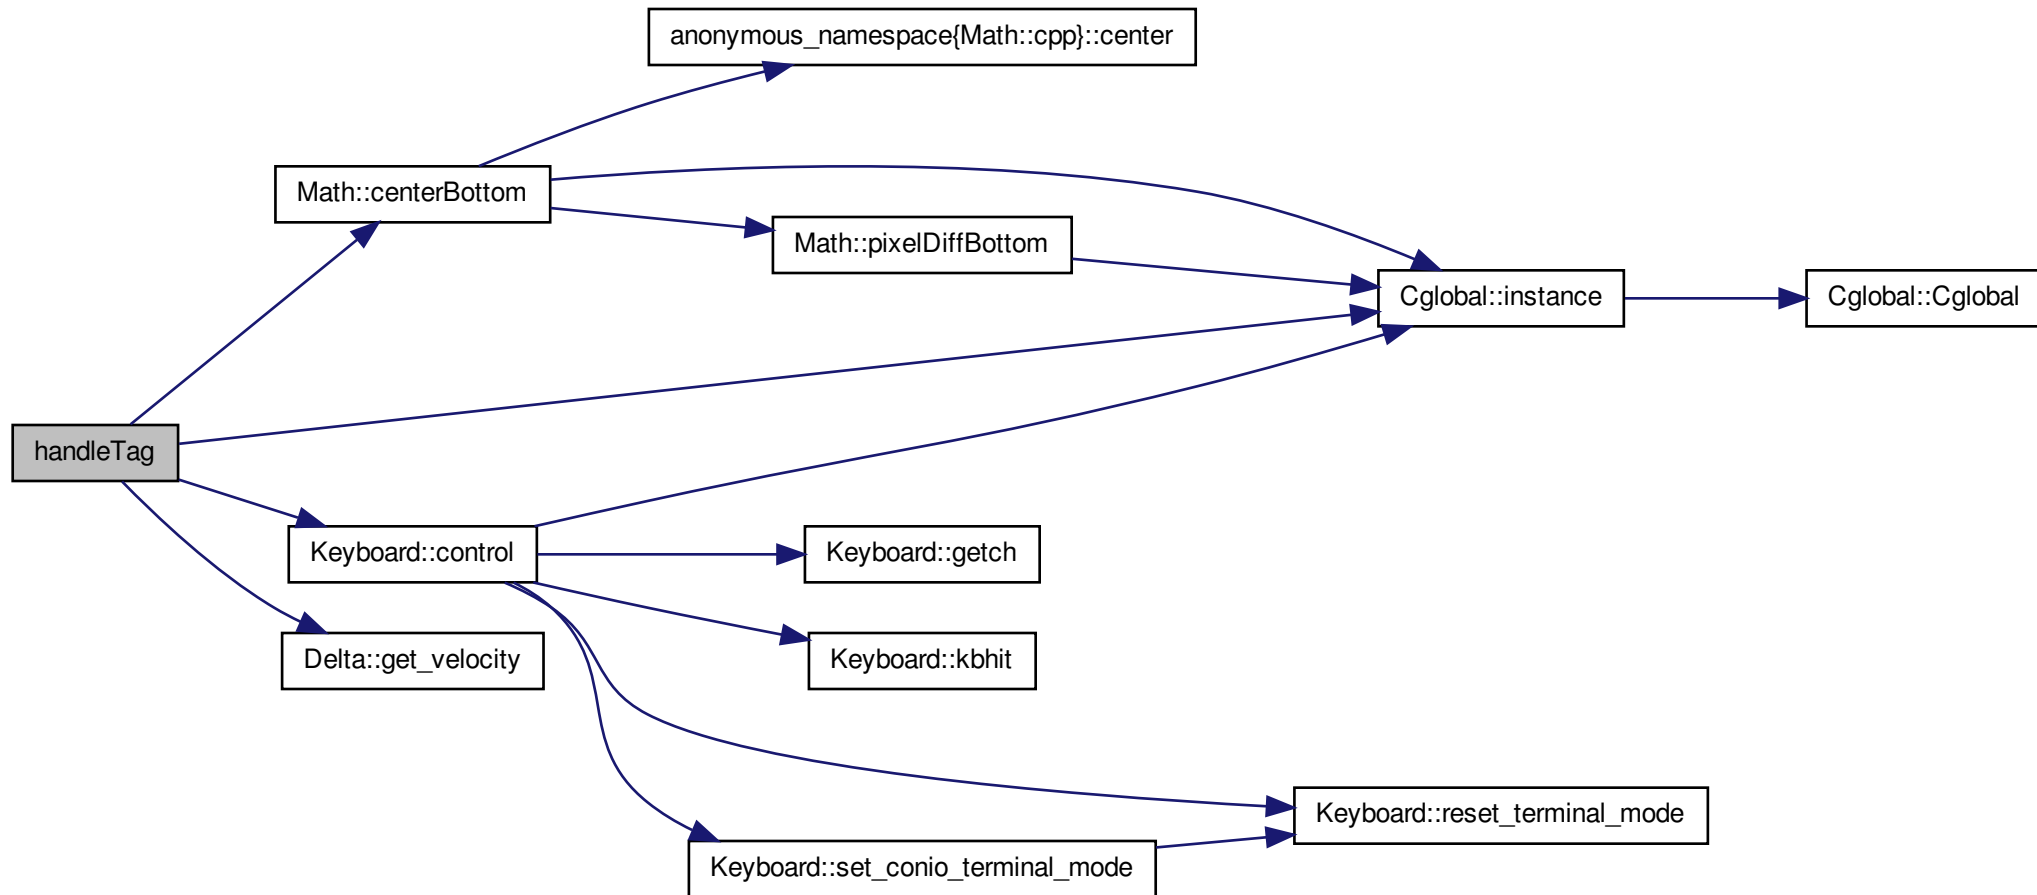 anonymous_namespace{Math::cpp}::center
Math::centerBottom
Math::pixelDiffBottom
Cglobal::instance
Cglobal::Cglobal
handleTag
Keyboard::control
Keyboard::getch
Delta::get_velocity
Keyboard::kbhit
Keyboard::reset_terminal_mode
Keyboard::set_conio_terminal_mode